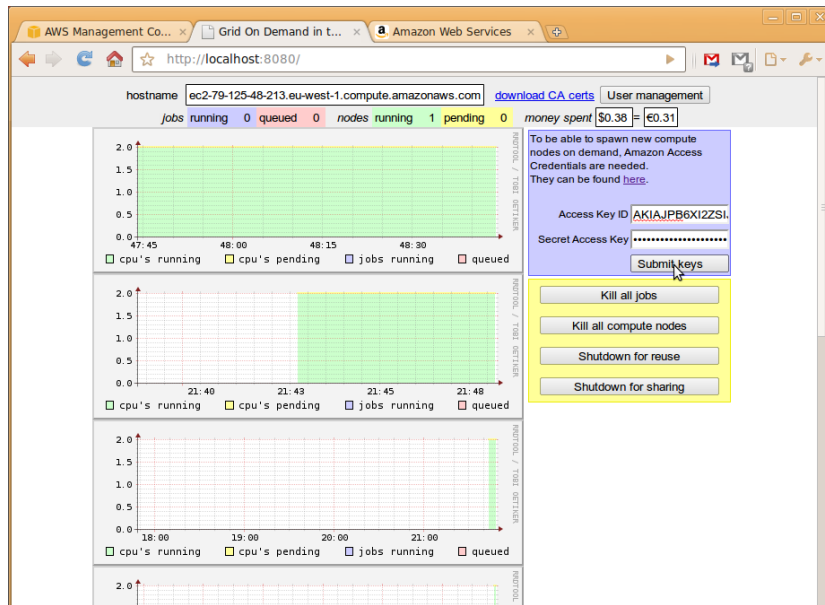 AWS Management Co... × Grid On Demand in t... × Amazon Web Services ×
http://localhost:8080/
hostname ec2-79-125-48-213.eu-west-1.compute.amazonaws.com download CA certs User management
jobs running 0 queued 0 nodes running 1 pending 0 money spent $0.38 = €0.31
To be able to spawn new compute
nodes on demand, Amazon Access
Credentials are needed.
They can be found here.
Access Key ID AKIAJPB6XI2ZSI
Secret Access Key •••••••••••••••••••••
Submit keys
Kill all jobs
Kill all compute nodes
Shutdown for reuse
Shutdown for sharing
RRDTOOL / TOBI OETIKER
2.0
1.5
1.0
0.5
0.0
47:45 48:00 48:15 48:30
cpu's running cpu's pending jobs running queued
RRDTOOL / TOBI OETIKER
2.0
1.5
1.0
0.5
0.0
21:40 21:43 21:45 21:48
cpu's running cpu's pending jobs running queued
RRDTOOL / TOBI OETIKER
2.0
1.5
1.0
0.5
0.0
18:00 19:00 20:00 21:00
cpu's running cpu's pending jobs running queued
RRDTOOL
2.0